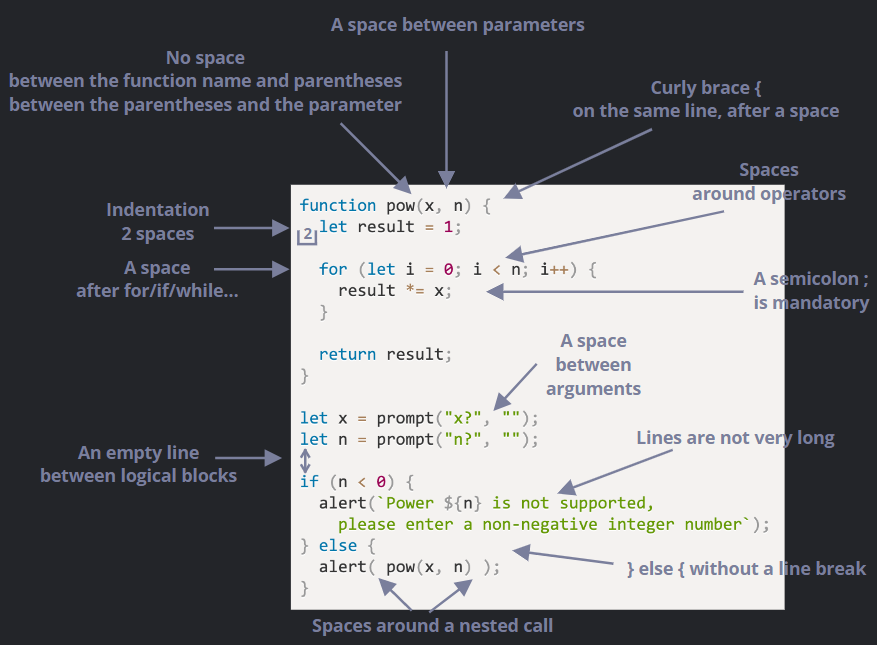 A space between parameters
No space
between the function name and parentheses
between the parentheses and the parameter
Curly brace {
on the same line, after a space
Spaces
around operators
Indentation
2 spaces
A space
after for/if/while...
A semicolon ;
is mandatory
function pow(x, n) {
2
  let result = 1;
  for (let i = 0; i < n; i++) {
    result *= x;
  }
  return result;
}
A space
between
arguments
let x = prompt("x?", "");
let n = prompt("n?", "");
Lines are not very long
An empty line
between logical blocks
if (n < 0) {
  alert(`Power ${n} is not supported,
    please enter a non-negative integer number`);
} else {
  alert( pow(x, n) );
}
} else { without a line break
Spaces around a nested call